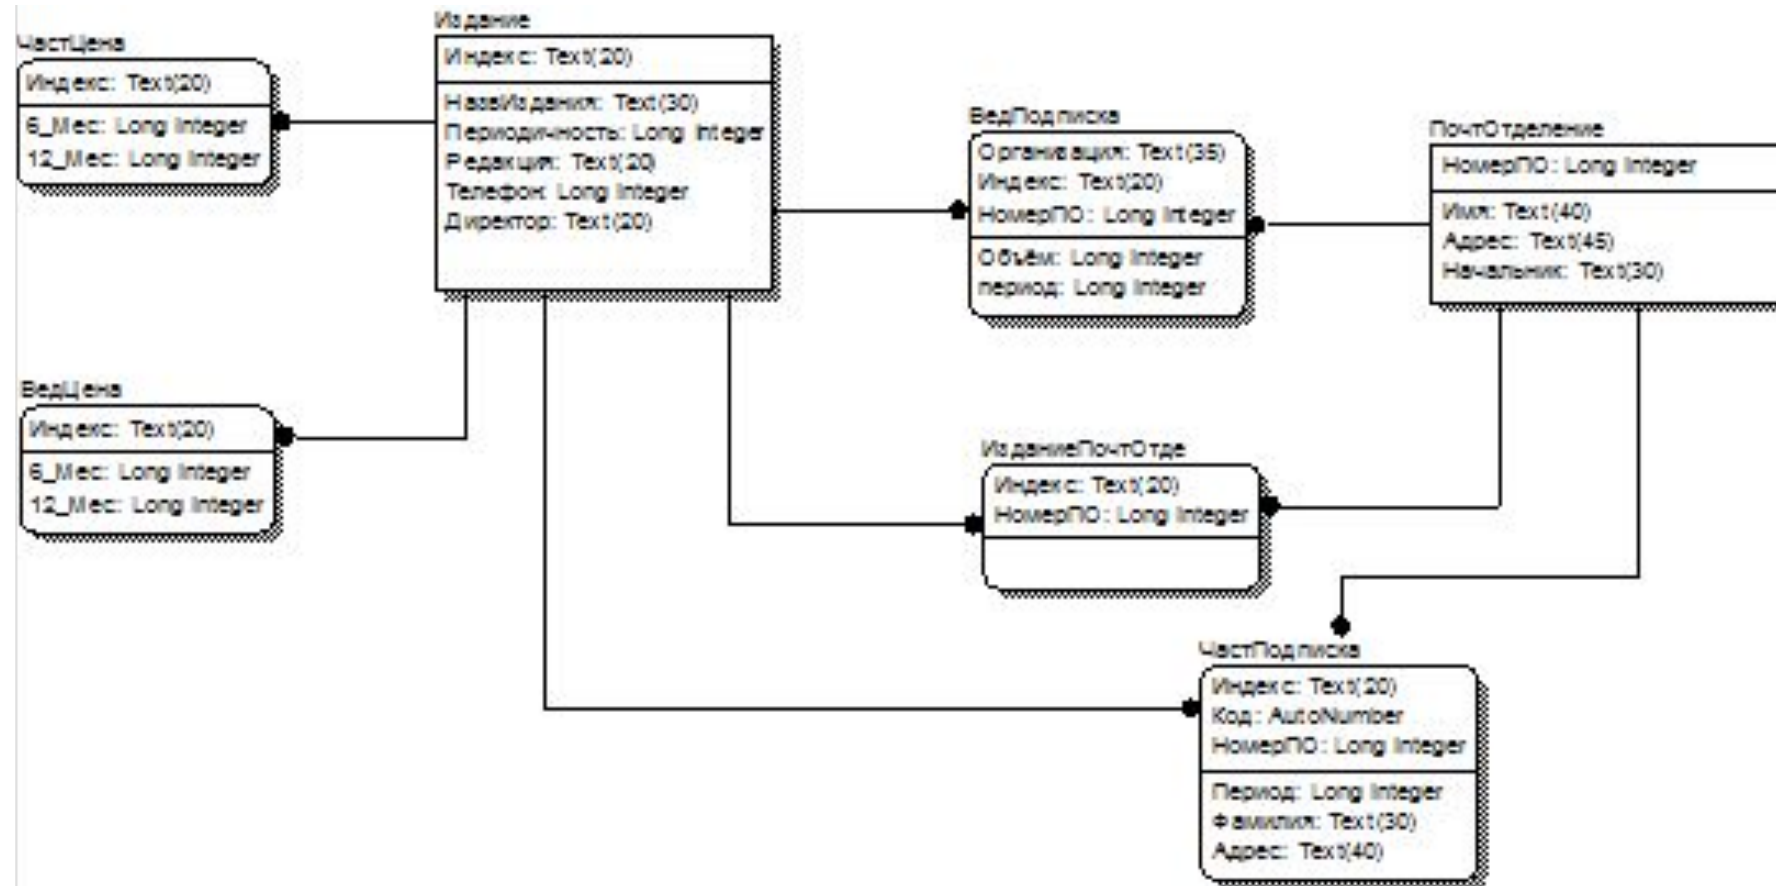 ЧастЦена
Индекс: Text(20)
6_Мес: Long Integer
12_Мес: Long Integer
Издание
Индекс: Text(20)
НазвИздания: Text(30)
Периодичность: Long Integer
Редакция: Text(20)
Телефон: Long Integer
Директор: Text(20)
ВедПодписка
Организация: Text(35)
Индекс: Text(20)
НомерПО: Long Integer
Объём: Long Integer
период: Long Integer
ПочтОтделение
НомерПО: Long Integer
Имя: Text(40)
Адрес: Text(45)
Начальник: Text(30)
ВедЦена
Индекс: Text(20)
6_Мес: Long Integer
12_Мес: Long Integer
ИзданиеПочтОтде
Индекс: Text(20)
НомерПО: Long Integer
ЧастПодписка
Индекс: Text(20)
Код: AutoNumber
НомерПО: Long Integer
Период: Long Integer
Фамилия: Text(30)
Адрес: Text(40)